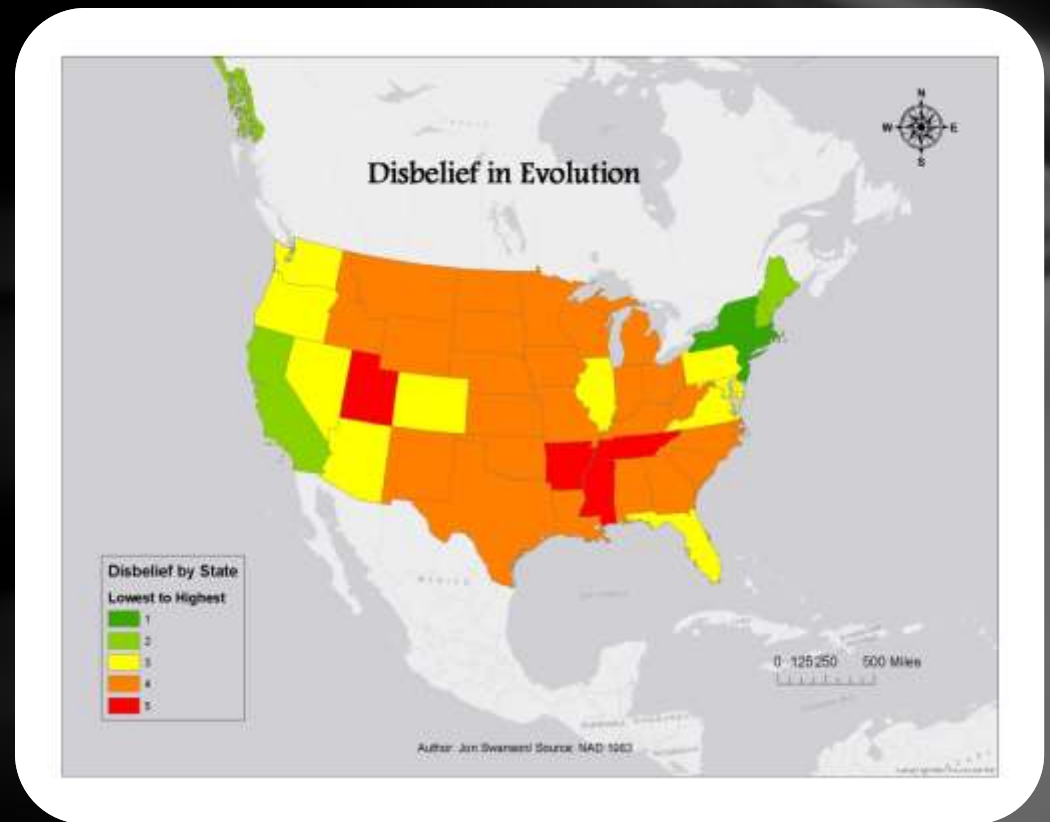 N
W E
S
Disbelief in Evolution
Disbelief by State
Lowest to Highest
1
2
3
4
5
0 125 250 500 Miles
MEXICO
Author: Jon Swanson/ Source: NAD 1983